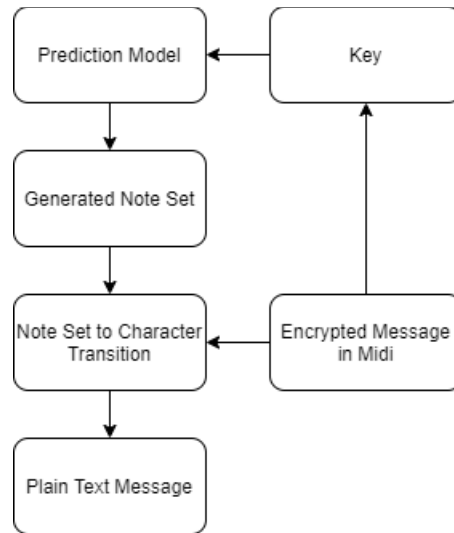 Prediction Model
Key
Generated Note Set
Note Set to Character
Transition
Encrypted Message
in Midi
Plain Text Message